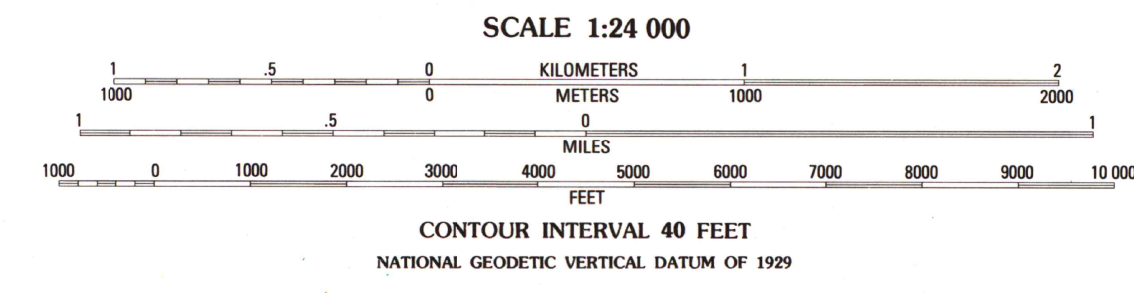 SCALE 1:24 000
1 .5 0 KILOMETERS 1 2
1000 0 METERS 1000 2000
1 .5 0 1
MILES
1000 0 1000 2000 3000 4000 5000 6000 7000 8000 9000 10 000
FEET
CONTOUR INTERVAL 40 FEET
NATIONAL GEODETIC VERTICAL DATUM OF 1929